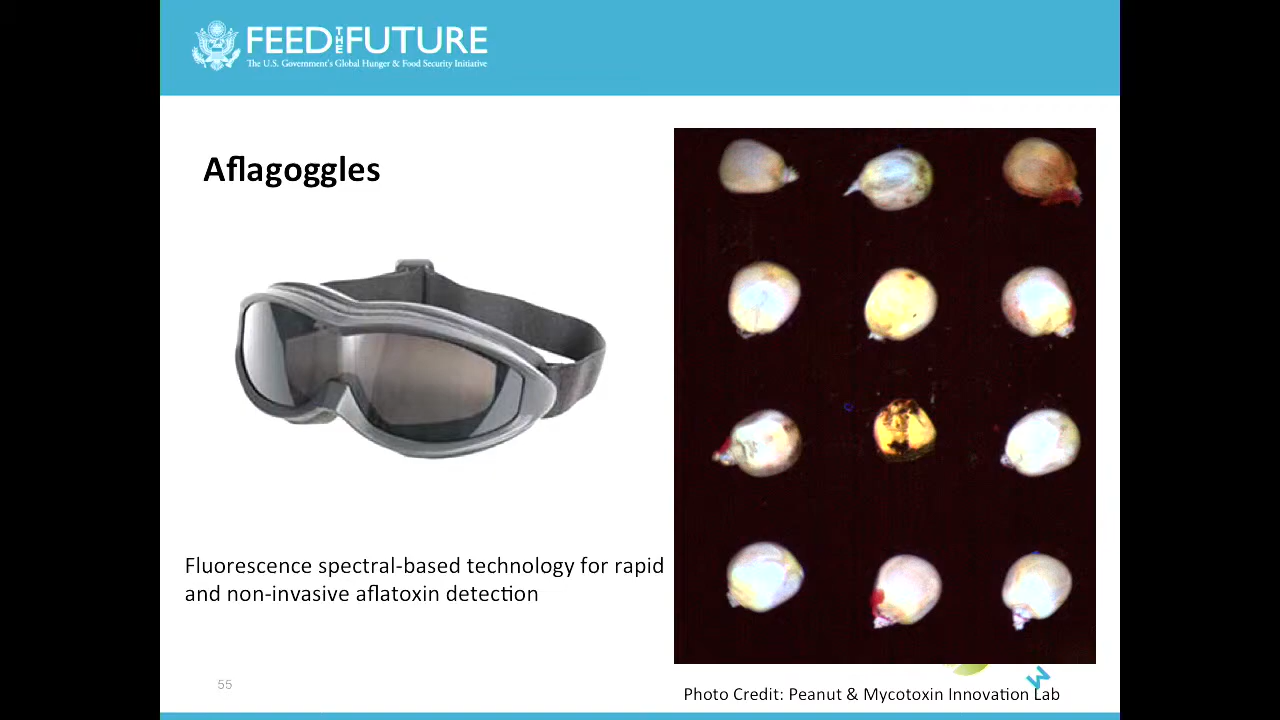 FEED THE FUTURE
The U.S. Government's Global Hunger & Food Security Initiative
Aflagoggles
Fluorescence spectral-based technology for rapid
and non-invasive aflatoxin detection
55
Photo Credit: Peanut & Mycotoxin Innovation Lab